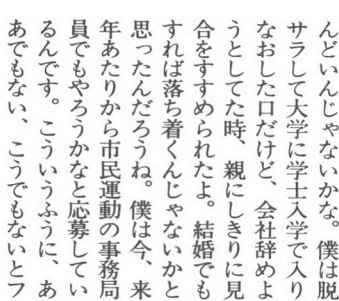 んどいんじゃないかな。僕は脱
サラして大学に学士入学で入り
なおした口だけど、会社辞めよ
うとしてた時、親にしきりに見
合をすすめられたよ。結婚でも
すれば落ち着くんじゃないかと
思ったんだろうね。僕は今、来
年あたりから市民運動の事務局
員でもやろうかなと応募してい
るんです。こういうふうに、あ
あでもない、こうでもないとフ